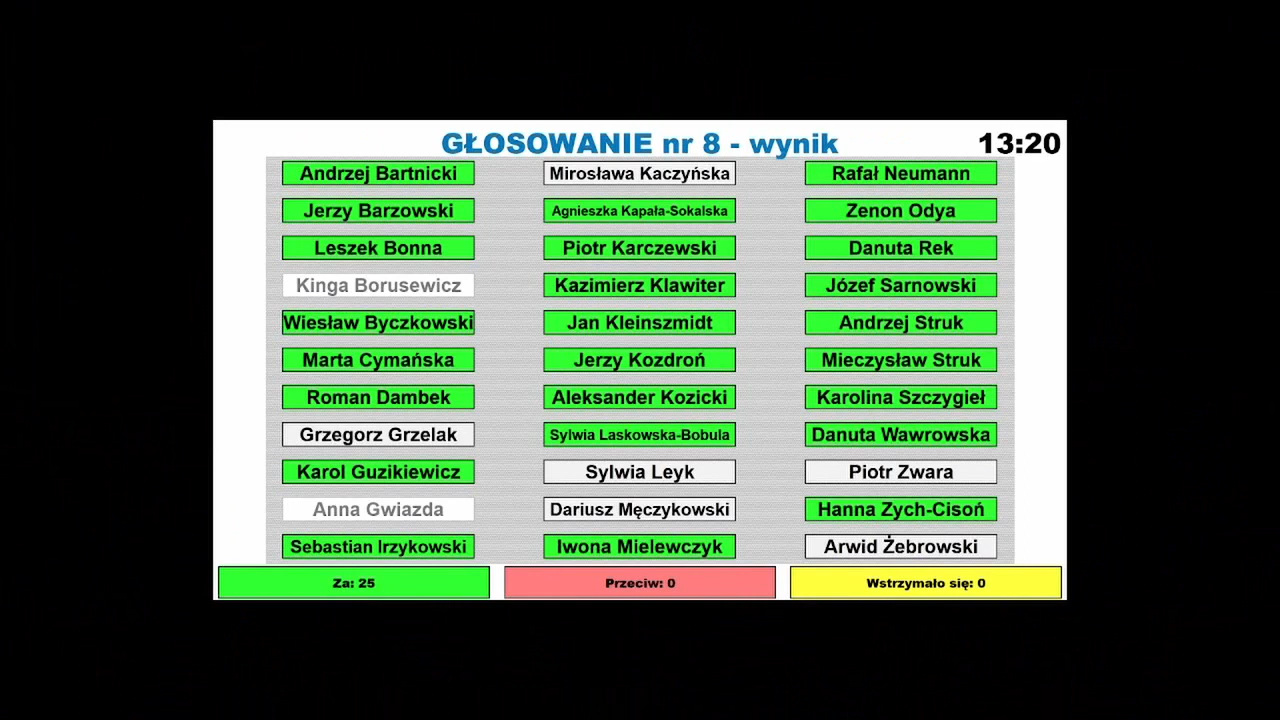 GŁOSOWANIE nr 8 - wynik 13:20
Andrzej Bartnicki Mirosława Kaczyńska Rafał Neumann
Jerzy Barzowski Agnieszka Kapała-Sokalska Zenon Odya
Leszek Bonna Piotr Karczewski Danuta Rek
Kinga Borusewicz Kazimierz Klawiter Józef Sarnowski
Wiesław Byczkowski Jan Kleinszmidt Andrzej Struk
Marta Cymańska Jerzy Kozdroń Mieczysław Struk
Roman Dambek Aleksander Kozicki Karolina Szczygieł
Grzegorz Grzelak Sylwia Laskowska-Bobula Danuta Wawrowska
Karol Guzikiewicz Sylwia Leyk Piotr Zwara
Anna Gwiazda Dariusz Męczykowski Hanna Zych-Cisoń
Sebastian Irzykowski Iwona Mielewczyk Arwid Żebrowski
Za: 25 Przeciw: 0 Wstrzymało się: 0